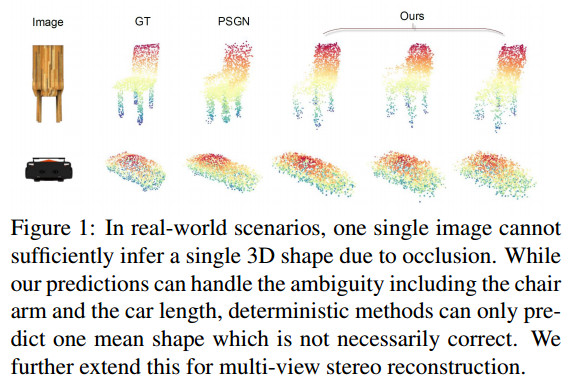 Image GT PSGN Ours
Figure 1: In real-world scenarios, one single image cannot
sufficiently infer a single 3D shape due to occlusion. While
our predictions can handle the ambiguity including the chair
arm and the car length, deterministic methods can only pre-
dict one mean shape which is not necessarily correct. We
further extend this for multi-view stereo reconstruction.